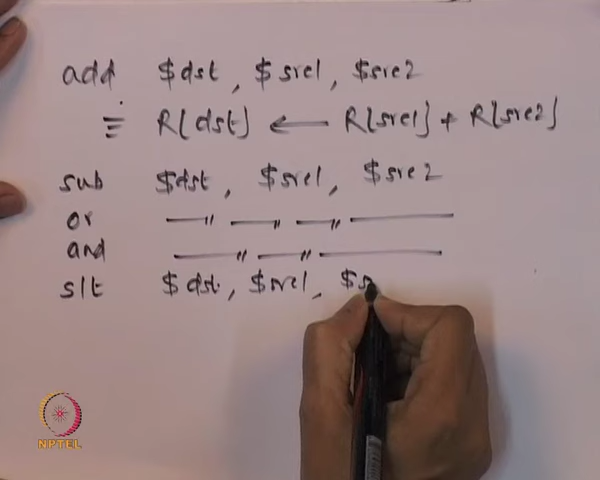 add $dst, $src1, $src2
≡ R[dst] ← R[src1] + R[src2]
sub $dst, $src1, $src2
or —〃 —〃 —〃 —
and —〃 —〃 —
slt $dst, $src1, $s
NPTEL